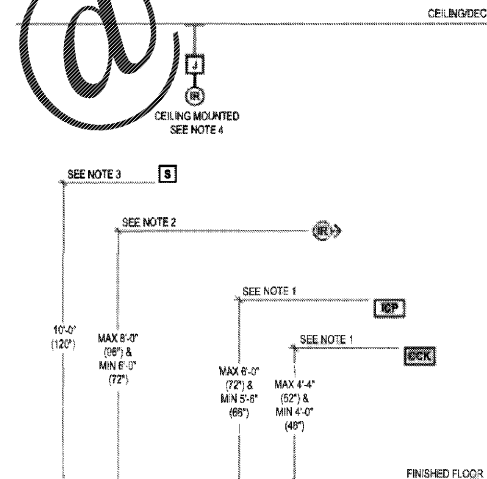 @
CEILING/DEC
J
IR
CEILING MOUNTED
SEE NOTE 4
SEE NOTE 3
S
SEE NOTE 2
IR
SEE NOTE 1
ICP
SEE NOTE 1
CCK
10'-0"
(120")
MAX 8'-0"
(96") &
MIN 6'-0"
(72")
MAX 6'-0"
(72") &
MIN 5'-6"
(66")
MAX 4'-4"
(52") &
MIN 4'-0"
(48")
FINISHED FLOOR